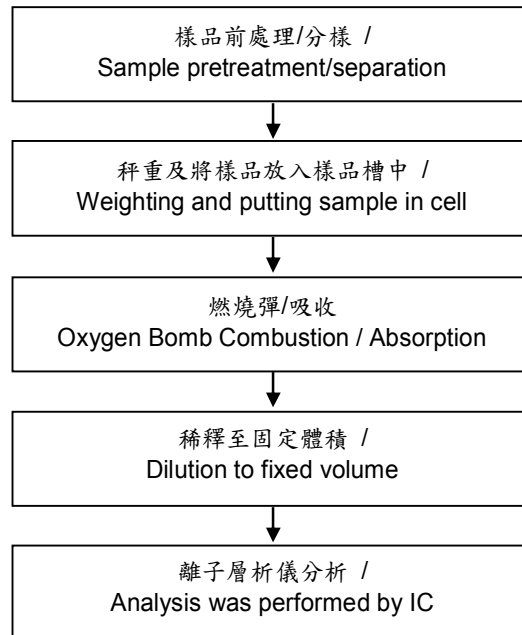 樣品前處理/分樣 /
Sample pretreatment/separation
秤重及將樣品放入樣品槽中 /
Weighting and putting sample in cell
燃燒彈/吸收
Oxygen Bomb Combustion / Absorption
稀釋至固定體積 /
Dilution to fixed volume
離子層析儀分析 /
Analysis was performed by IC